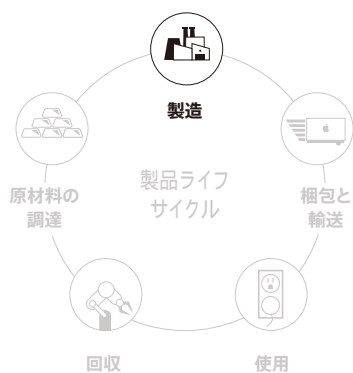 製造
原材料の
調達
製品ライフ
サイクル
梱包と
輸送
回収
使用